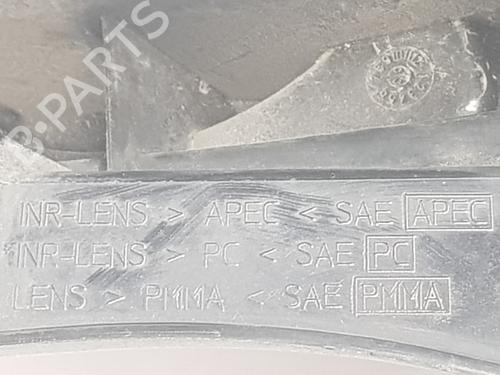 B-PARTS
INR-LENS > APEC < SAE APEC
INR-LENS > PC < SAE PC
LENS > PMMA < SAE PMMA